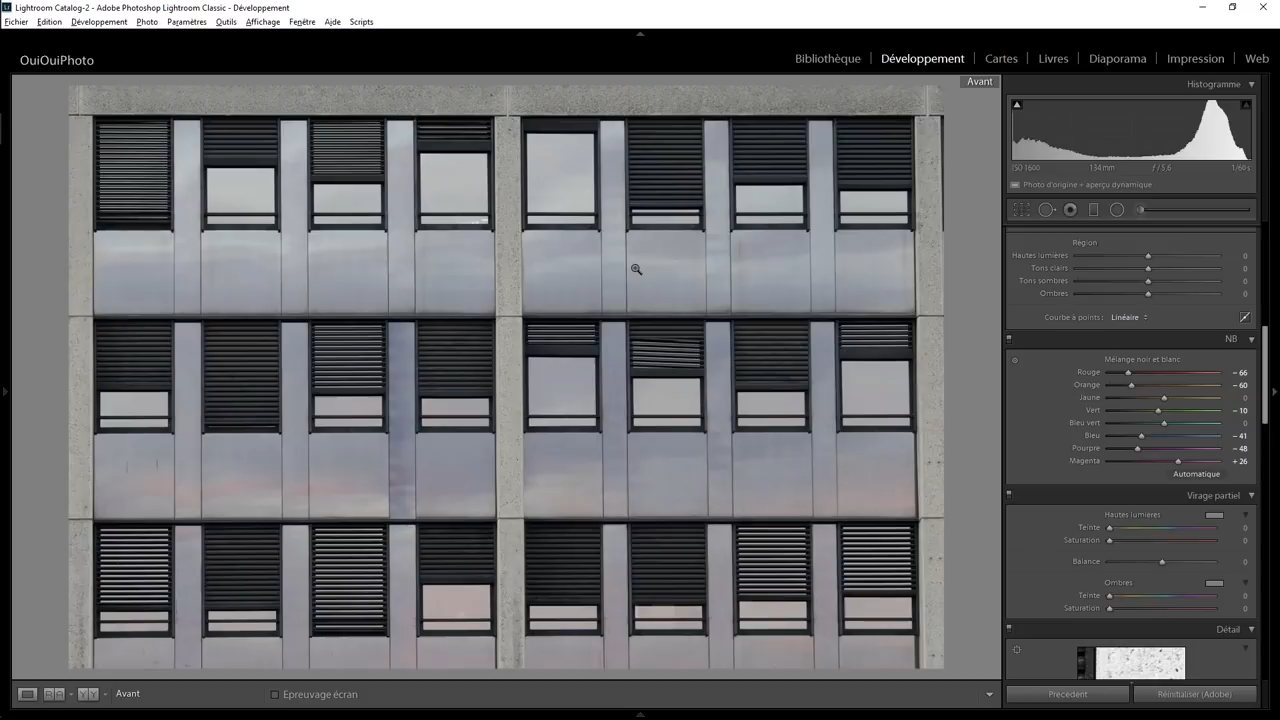 Lightroom Catalog-2 - Adobe Photoshop Lightroom Classic - Développement
Fichier Edition Développement Photo Paramètres Outils Affichage Fenêtre Aide Scripts
OuiOuiPhoto
Bibliothèque Développement Cartes Livres Diaporama Impression Web
Avant
Histogramme
ISO 1600 134 mm ƒ / 5,6 1/60 s
Photo d'origine + aperçu dynamique
Région
Hautes lumières 0
Tons clairs 0
Tons sombres 0
Ombres 0
Courbe à points : Linéaire
NB
Mélange noir et blanc
Rouge – 66
Orange – 60
Jaune 0
Vert – 10
Bleu vert 0
Bleu – 41
Pourpre – 48
Magenta + 26
Automatique
Virage partiel
Hautes lumières
Teinte 0
Saturation 0
Balance 0
Ombres
Teinte 0
Saturation 0
Détail
Avant
Epreuvage écran
Précédent
Réinitialiser (Adobe)